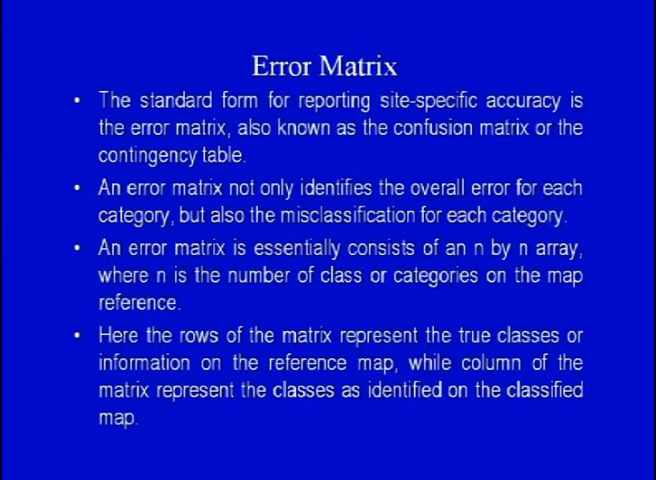 Error Matrix
• The standard form for reporting site-specific accuracy is
the error matrix, also known as the confusion matrix or the
contingency table.
• An error matrix not only identifies the overall error for each
category, but also the misclassification for each category.
• An error matrix is essentially consists of an n by n array,
where n is the number of class or categories on the map
reference.
• Here the rows of the matrix represent the true classes or
information on the reference map, while column of the
matrix represent the classes as identified on the classified
map.